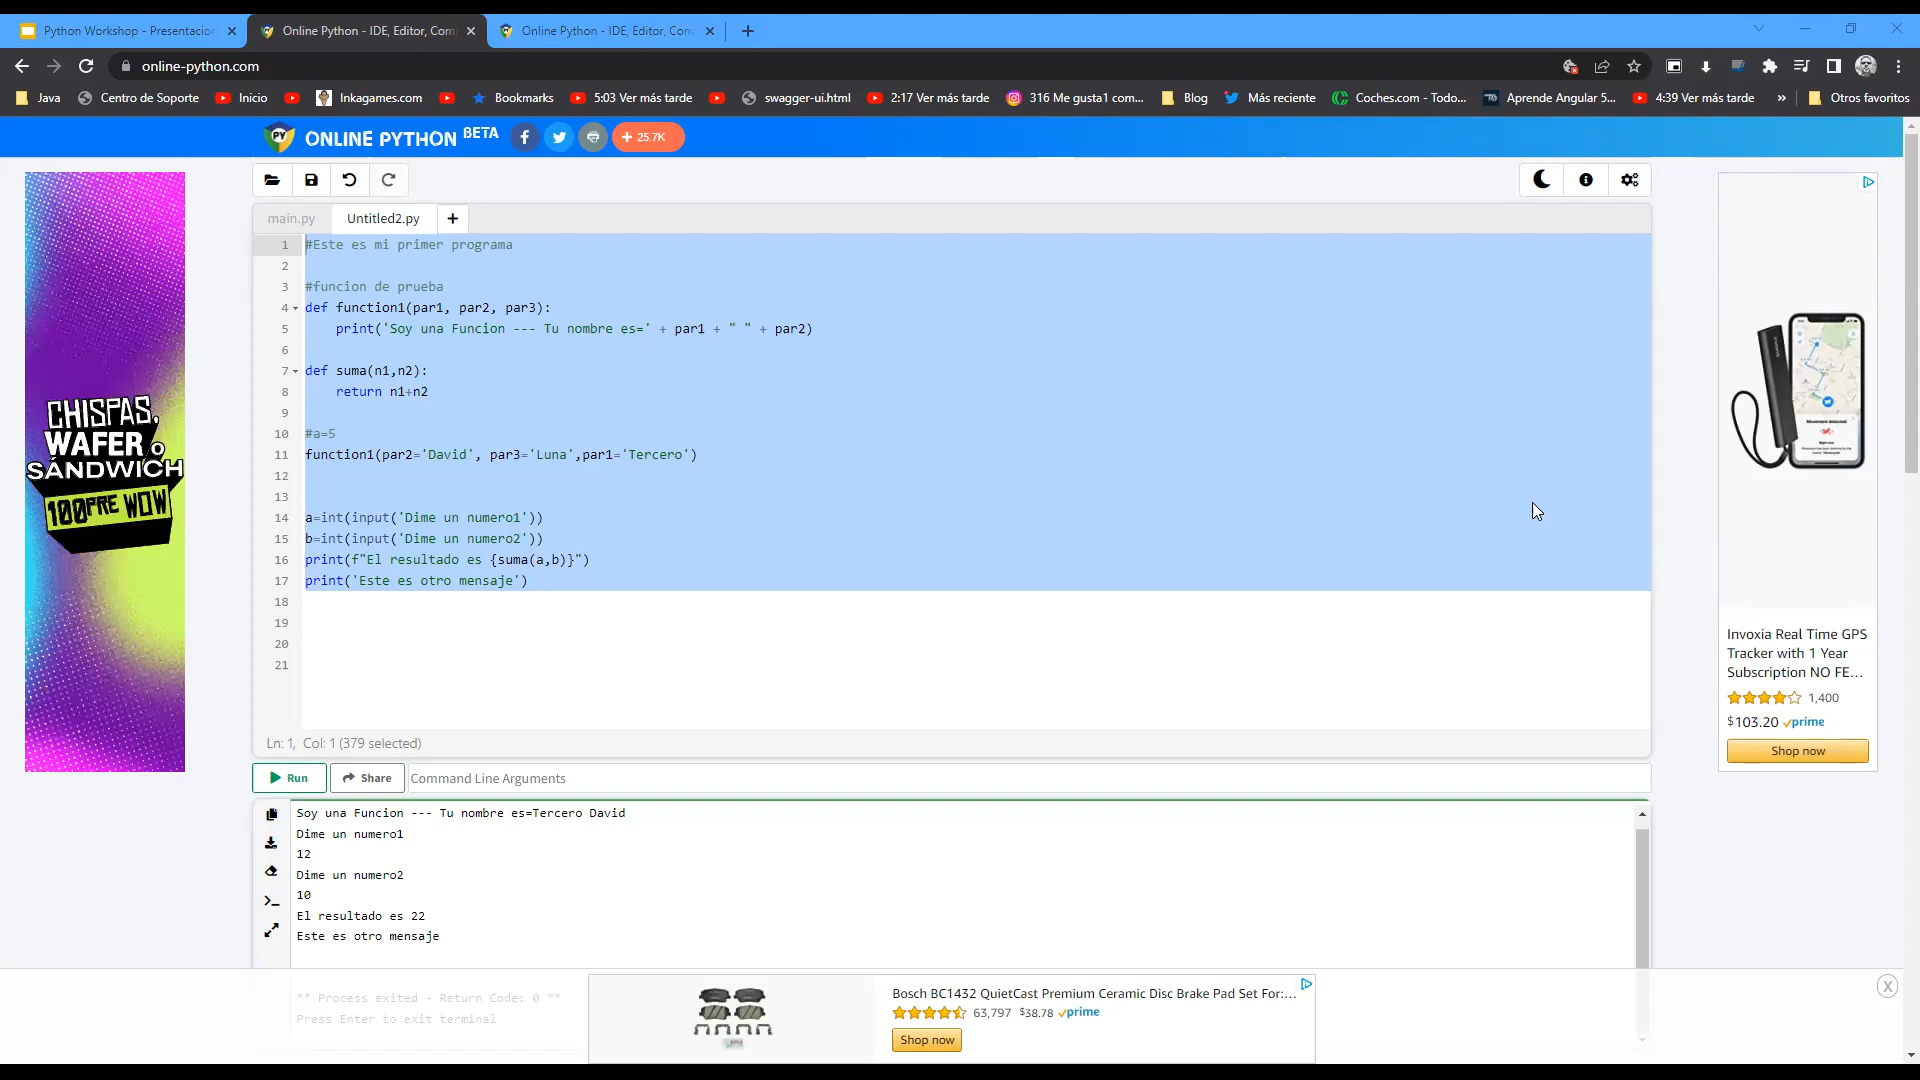 Python Workshop - Presentacion
Online Python - IDE, Editor, Com
Online Python - IDE, Editor, Com
online-python.com
Java
Centro de Soporte
Inicio
Inkagames.com
Bookmarks
5:03 Ver más tarde
swagger-ui.html
2:17 Ver más tarde
316 Me gusta1 com...
Blog
Más reciente
Coches.com - Todo...
Aprende Angular 5...
4:39 Ver más tarde
»
Otros favoritos
PY
ONLINE PYTHON BETA
25.7K
main.py
Untitled2.py
1 #Este es mi primer programa
2
3 #funcion de prueba
4 def function1(par1, par2, par3):
5 print('Soy una Funcion --- Tu nombre es=' + par1 + " " + par2)
6
7 def suma(n1,n2):
8 return n1+n2
9
10 #a=5
11 function1(par2='David', par3='Luna',par1='Tercero')
12
13
14 a=int(input('Dime un numero1'))
15 b=int(input('Dime un numero2'))
16 print(f"El resultado es {suma(a,b)}")
17 print('Este es otro mensaje')
18
19
20
21
Ln: 1, Col: 1 (379 selected)
Run
Share
Command Line Arguments
Soy una Funcion --- Tu nombre es=Tercero David
Dime un numero1
12
Dime un numero2
10
El resultado es 22
Este es otro mensaje
** Process exited - Return Code: 0 **
Press Enter to exit terminal
CHISPAS,
WAFER o
SÁNDWICH
100PRE WOW
Invoxia Real Time GPS
Tracker with 1 Year
Subscription NO FE...
1,400
$103.20 prime
Shop now
Bosch BC1432 QuietCast Premium Ceramic Disc Brake Pad Set For:...
63,797 $38.78 prime
Shop now